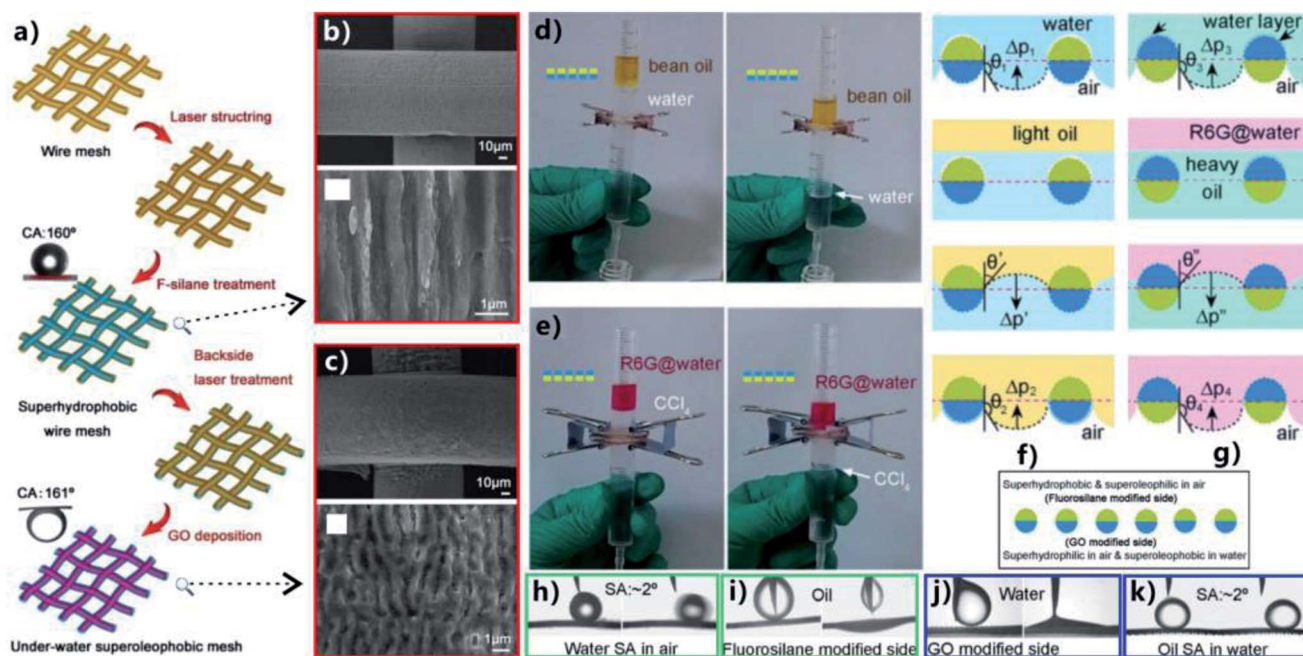 a)
Laser structring
Wire mesh
CA:160º
F-silane treatment
Backside
laser treatment
Superhydrophobic
wire mesh
CA:161º
GO deposition
Under-water superoleophobic mesh
b)
10μm
1μm
c)
10μm
1μm
d)
bean oil
water
bean oil
water
e)
R6G@water
CCl4
R6G@water
CCl4
water
θ1
Δp1
air
light oil
θ'
Δp'
θ2
Δp2
air
f)
water layer
θ3
Δp3
air
R6G@water
heavy
oil
θ"
Δp"
θ4
Δp4
air
g)
Superhydrophobic & superoleophilic in air
(Fluorosilane modified side)
(GO modified side)
Superhydrophilic in air & superoleophobic in water
h)
SA:~2º
Water SA in air
i)
Oil
Fluorosilane modified side
j)
Water
GO modified side
k)
SA:~2º
Oil SA in water